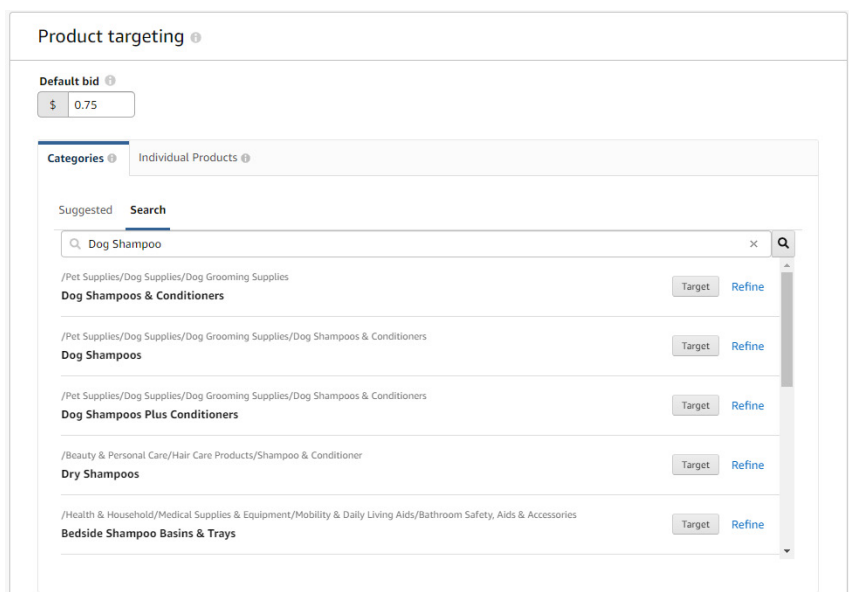 Product targeting
Default bid
$ 0.75
Categories Individual Products
Suggested Search
Dog Shampoo
/Pet Supplies/Dog Supplies/Dog Grooming Supplies
Dog Shampoos & Conditioners
Target Refine
/Pet Supplies/Dog Supplies/Dog Grooming Supplies/Dog Shampoos & Conditioners
Dog Shampoos
Target Refine
/Pet Supplies/Dog Supplies/Dog Grooming Supplies/Dog Shampoos & Conditioners
Dog Shampoos Plus Conditioners
Target Refine
/Beauty & Personal Care/Hair Care Products/Shampoo & Conditioner
Dry Shampoos
Target Refine
/Health & Household/Medical Supplies & Equipment/Mobility & Daily Living Aids/Bathroom Safety, Aids & Accessories
Bedside Shampoo Basins & Trays
Target Refine